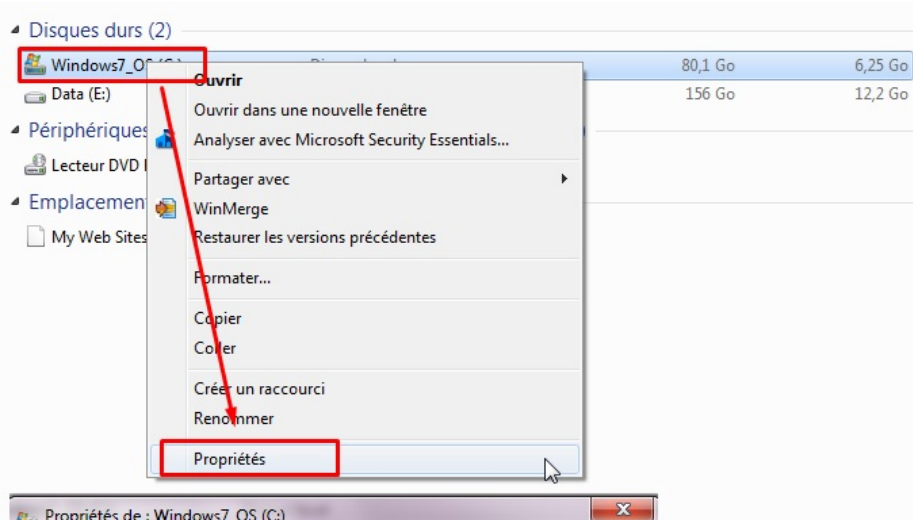 Disques durs (2)
Windows7_OS (C:) 80,1 Go 6,25 Go
Data (E:) 156 Go 12,2 Go
Périphériques
Lecteur DVD
Emplacemen
My Web Sites
Ouvrir
Ouvrir dans une nouvelle fenêtre
Analyser avec Microsoft Security Essentials...
Partager avec
WinMerge
Restaurer les versions précédentes
Formater...
Copier
Coller
Créer un raccourci
Renommer
Propriétés
Propriétés de : Windows7_OS (C:)